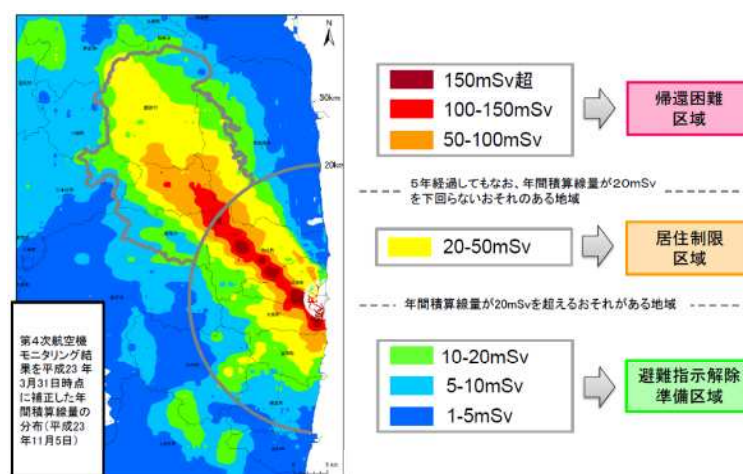 N
30km
20km
第４次航空機
モニタリング結
果を平成23 年
3月31日時点
に補正した年
間積算線量の
分布(平成23
年11月5日)
150mSv超
100-150mSv
50-100mSv
帰還困難
区域
５年経過してもなお、年間積算線量が２０mSv
を下回らないおそれのある地域
20-50mSv
居住制限
区域
年間積算線量が20mSvを超えるおそれがある地域
10-20mSv
5-10mSv
1-5mSv
避難指示解除
準備区域